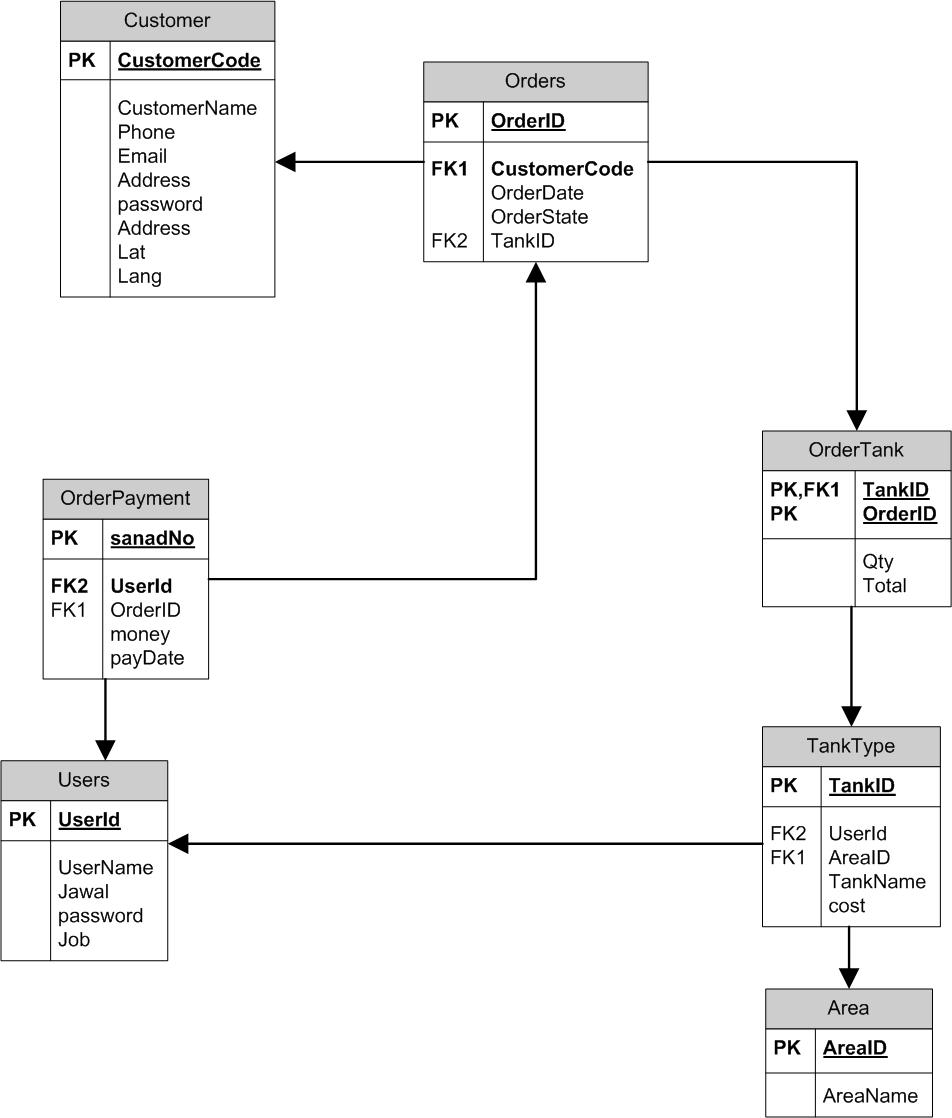 Customer
PK CustomerCode
CustomerName
Phone
Email
Address
password
Address
Lat
Lang
Orders
PK OrderID
FK1 CustomerCode
OrderDate
OrderState
FK2 TankID
OrderTank
PK,FK1 TankID
PK OrderID
Qty
Total
OrderPayment
PK sanadNo
FK2 UserId
FK1 OrderID
money
payDate
Users
PK UserId
UserName
Jawal
password
Job
TankType
PK TankID
FK2 UserId
FK1 AreaID
TankName
cost
Area
PK AreaID
AreaName